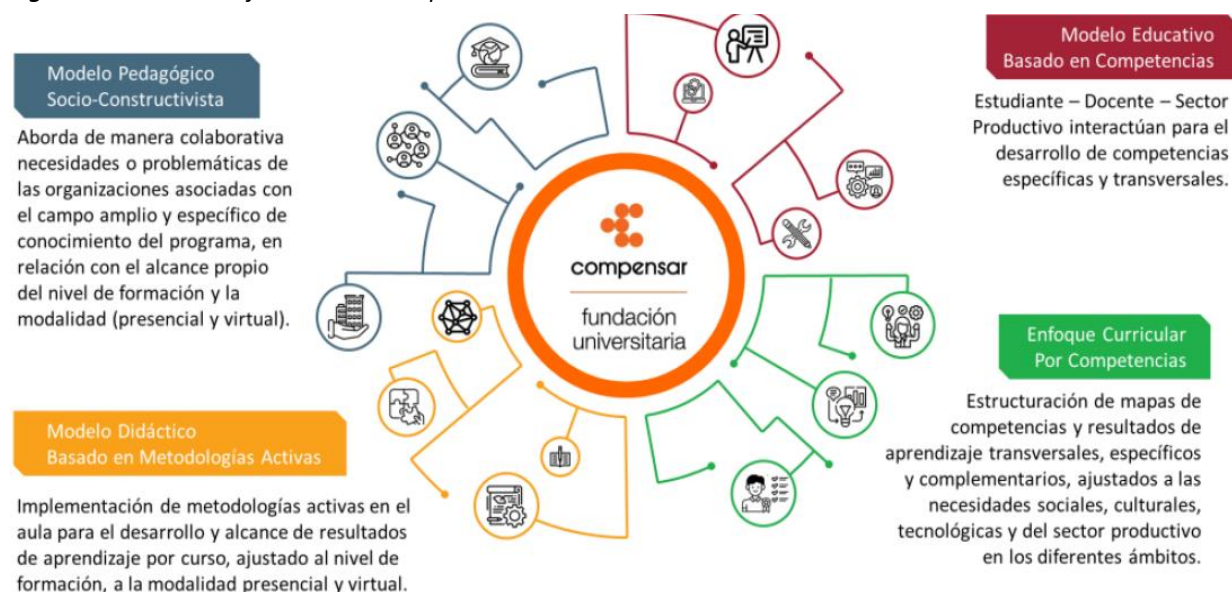 Modelo Pedagógico
Socio-Constructivista
Aborda de manera colaborativa
necesidades o problemáticas de
las organizaciones asociadas con
el campo amplio y específico de
conocimiento del programa, en
relación con el alcance propio
del nivel de formación y la
modalidad (presencial y virtual).
Modelo Educativo
Basado en Competencias
Estudiante – Docente – Sector
Productivo interactúan para el
desarrollo de competencias
específicas y transversales.
compensar
fundación
universitaria
Modelo Didáctico
Basado en Metodologías Activas
Implementación de metodologías activas en el
aula para el desarrollo y alcance de resultados
de aprendizaje por curso, ajustado al nivel de
formación, a la modalidad presencial y virtual.
Enfoque Curricular
Por Competencias
Estructuración de mapas de
competencias y resultados de
aprendizaje transversales, específicos
y complementarios, ajustados a las
necesidades sociales, culturales,
tecnológicas y del sector productivo
en los diferentes ámbitos.